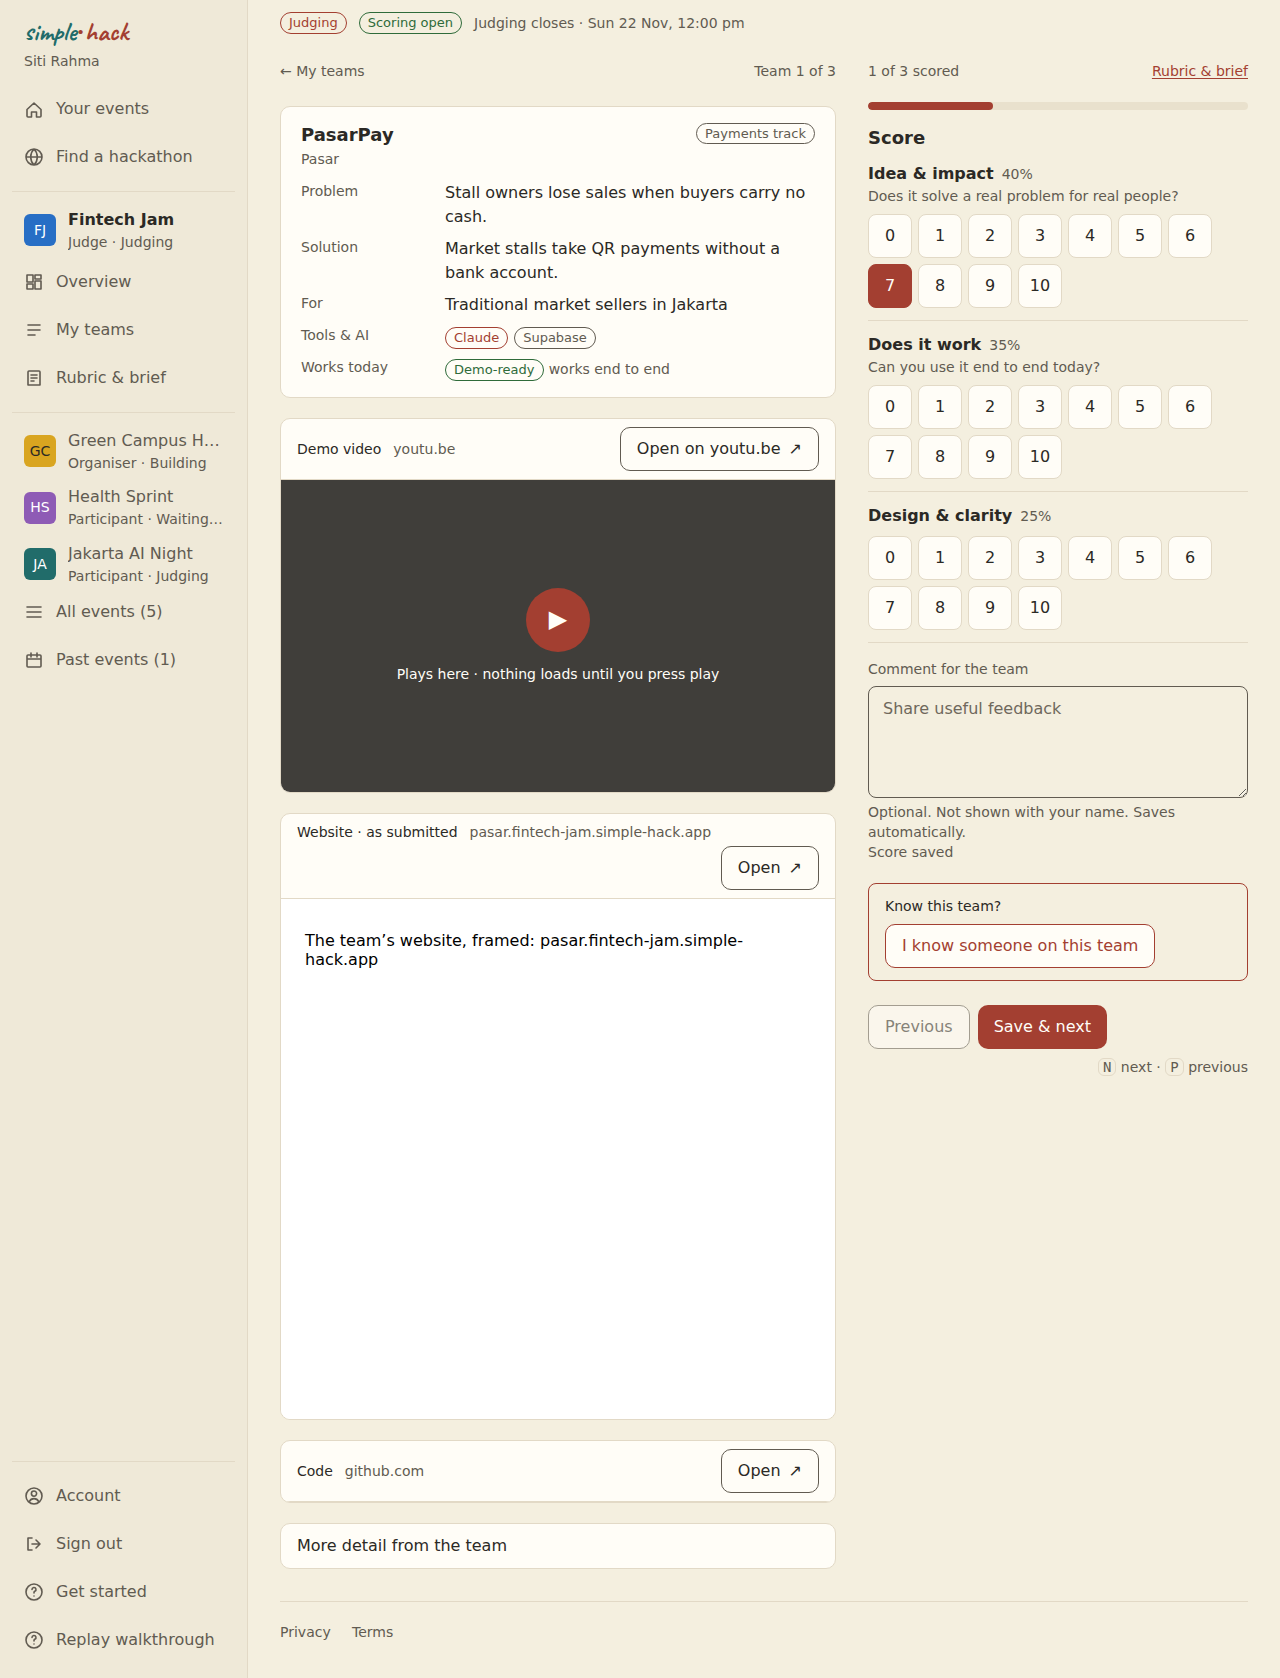 simple·hack
Siti Rahma
Your events
Find a hackathon
FJ
Fintech Jam
Judge · Judging
Overview
My teams
Rubric & brief
GC
Green Campus H…
Organiser · Building
HS
Health Sprint
Participant · Waiting…
JA
Jakarta AI Night
Participant · Judging
All events (5)
Past events (1)
Account
Sign out
Get started
Replay walkthrough
Judging Scoring open Judging closes · Sun 22 Nov, 12:00 pm
← My teams Team 1 of 3
PasarPay Payments track
Pasar
Problem Stall owners lose sales when buyers carry no
cash.
Solution Market stalls take QR payments without a
bank account.
For Traditional market sellers in Jakarta
Tools & AI Claude Supabase
Works today Demo-ready works end to end
Demo video youtu.be Open on youtu.be ↗
▶
Plays here · nothing loads until you press play
Website · as submitted pasar.fintech-jam.simple-hack.app
Open ↗
The team’s website, framed: pasar.fintech-jam.simple-
hack.app
Code github.com Open ↗
More detail from the team
1 of 3 scored Rubric & brief
Score
Idea & impact 40%
Does it solve a real problem for real people?
0 1 2 3 4 5 6
7 8 9 10
Does it work 35%
Can you use it end to end today?
0 1 2 3 4 5 6
7 8 9 10
Design & clarity 25%
0 1 2 3 4 5 6
7 8 9 10
Comment for the team
Share useful feedback
Optional. Not shown with your name. Saves
automatically.
Score saved
Know this team?
I know someone on this team
Previous Save & next
N next · P previous
Privacy Terms